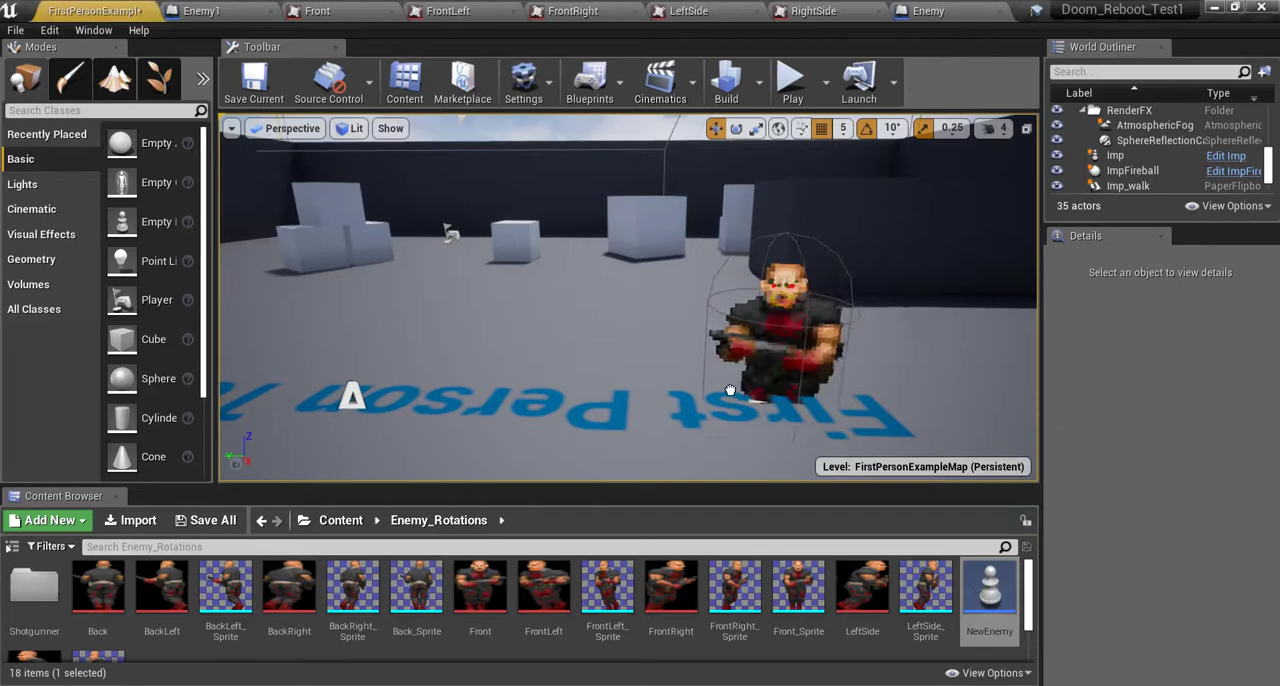 FirstPersonExample•
Enemy1
Front
FrontLeft
FrontRight
LeftSide
RightSide
Enemy
Doom_Reboot_Test1
File Edit Window Help
Modes
Toolbar
World Outliner
Save Current
Source Control
Content
Marketplace
Settings
Blueprints
Cinematics
Build
Play
Launch
Search Classes
Search...
Label
Type
Recently Placed
Basic
Lights
Cinematic
Visual Effects
Geometry
Volumes
All Classes
Empty
Empty
Empty
Point Li
Player
Cube
Sphere
Cylinde
Cone
Perspective
Lit
Show
5
10°
0.25
4
First Person
Level: FirstPersonExampleMap (Persistent)
RenderFX Folder
AtmosphericFog Atmospheric
SphereReflectionCa SphereRefle
Imp Edit Imp
ImpFireball Edit ImpFire
Imp_walk PaperFlipbo
35 actors
View Options
Details
Select an object to view details.
Content Browser
Add New
Import
Save All
Content
Enemy_Rotations
Filters
Search Enemy_Rotations
Shotgunner
Back
BackLeft
BackLeft_
Sprite
BackRight
BackRight_
Sprite
Back_Sprite
Front
FrontLeft
FrontLeft_
Sprite
FrontRight
FrontRight_
Sprite
Front_Sprite
LeftSide
LeftSide_
Sprite
NewEnemy
18 items (1 selected)
View Options